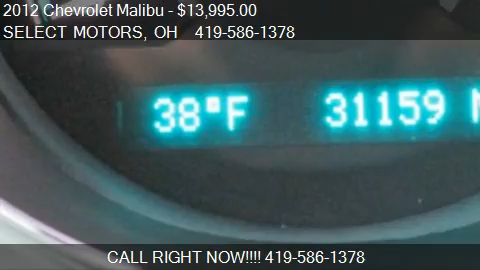 2012 Chevrolet Malibu - $13,995.00
SELECT MOTORS, OH 419-586-1378
38°F 31159
CALL RIGHT NOW!!!! 419-586-1378